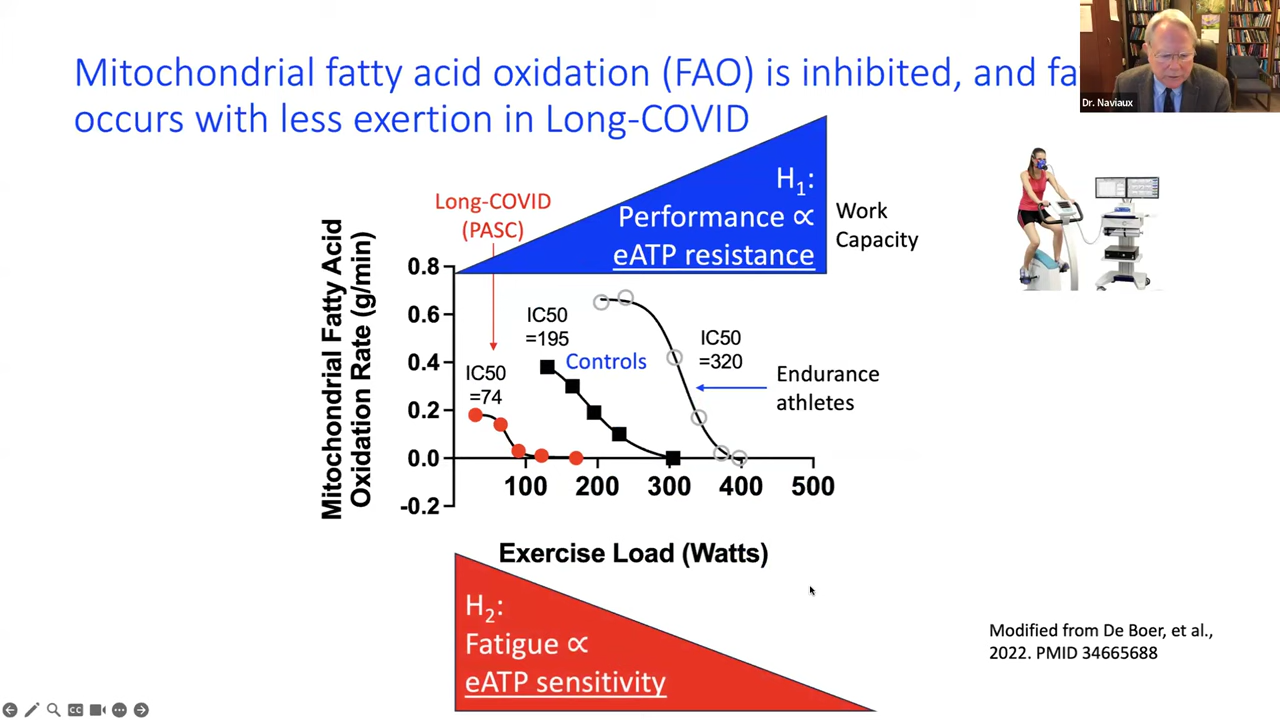 Mitochondrial fatty acid oxidation (FAO) is inhibited, and fa
occurs with less exertion in Long-COVID
Dr. Naviaux
Long-COVID
(PASC)
H₁:
Performance ∝
eATP resistance
Work
Capacity
Mitochondrial Fatty Acid
Oxidation Rate (g/min)
0.8
0.6
0.4
0.2
0.0
-0.2
IC50
=74
IC50
=195
Controls
IC50
=320
Endurance
athletes
100 200 300 400 500
Exercise Load (Watts)
H₂:
Fatigue ∝
eATP sensitivity
Modified from De Boer, et al.,
2022. PMID 34665688